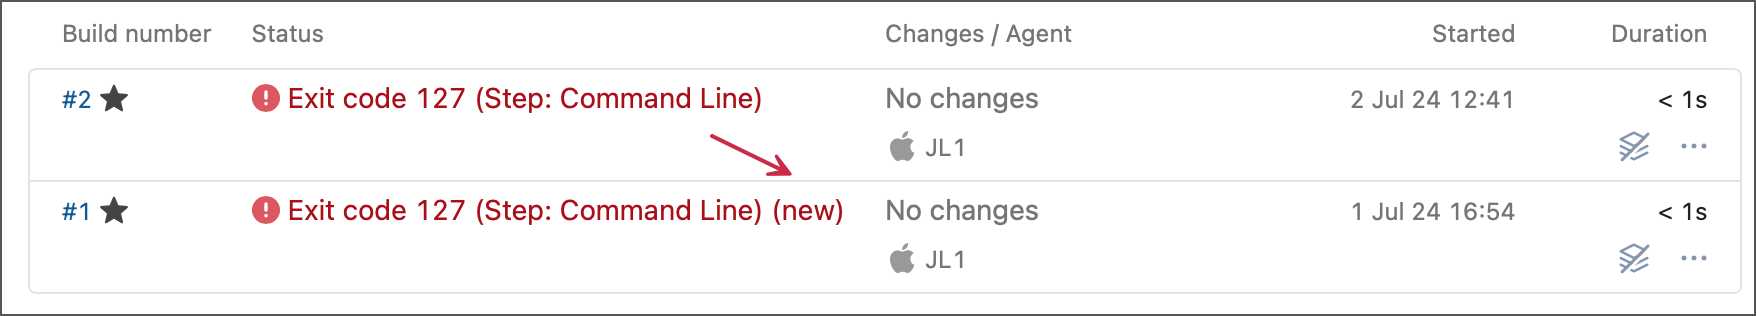 Build number Status Changes / Agent Started Duration
#2 Exit code 127 (Step: Command Line) No changes 2 Jul 24 12:41 < 1s
JL1
#1 Exit code 127 (Step: Command Line) (new) No changes 1 Jul 24 16:54 < 1s
JL1